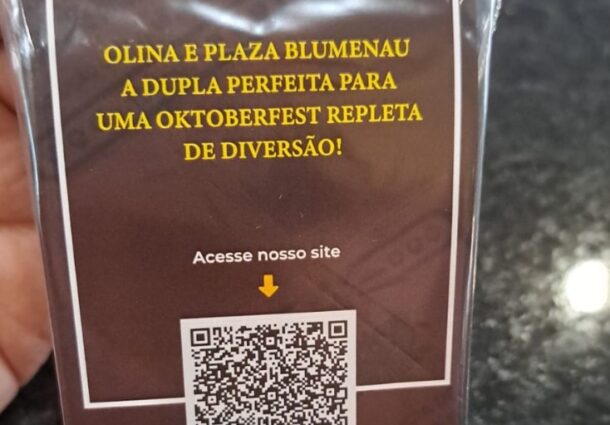 OLINA E PLAZA BLUMENAU
A DUPLA PERFEITA PARA
UMA OKTOBERFEST REPLETA
DE DIVERSÃO!
Acesse nosso site